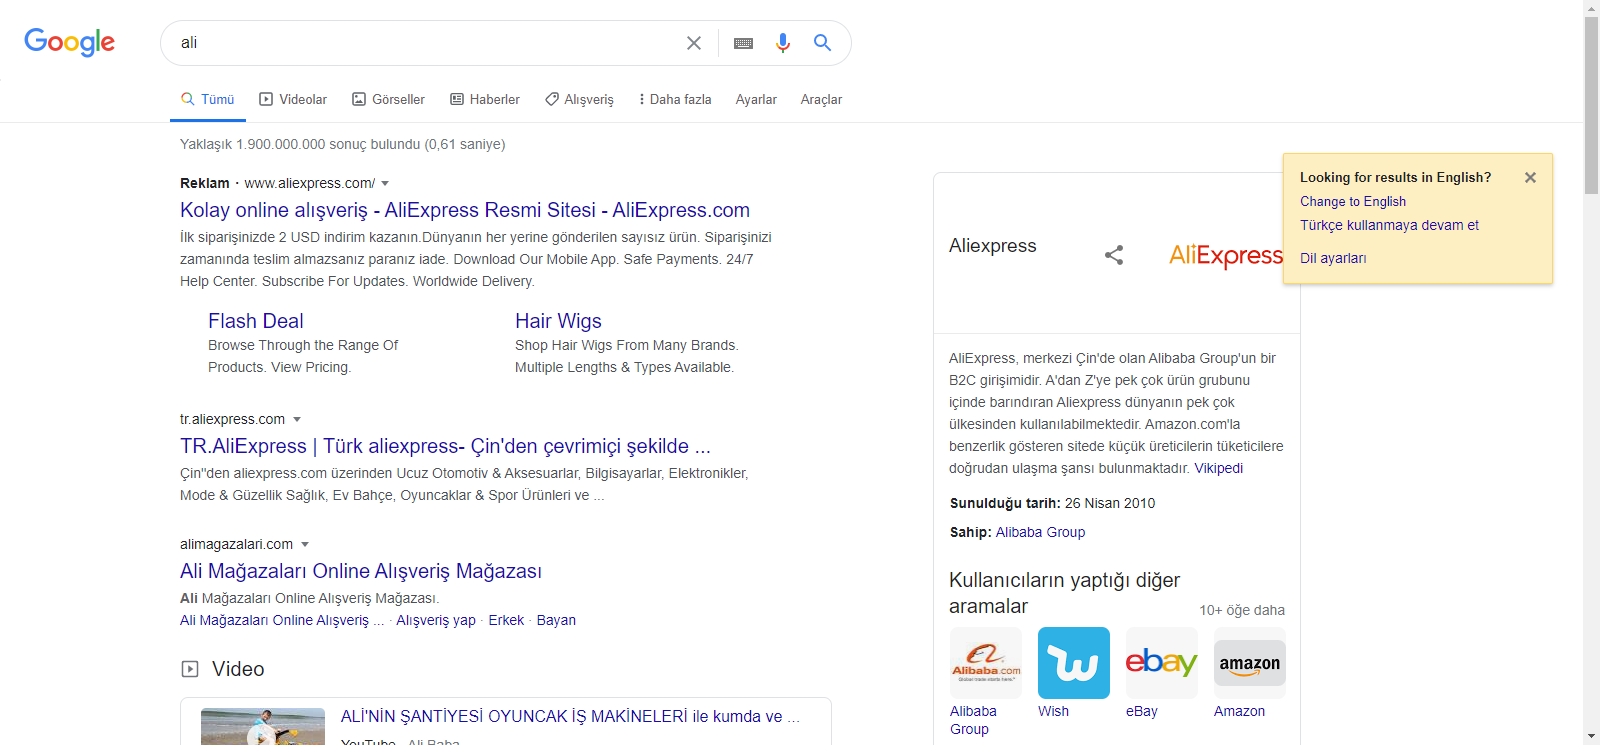 Google
ali
Tümü Videolar Görseller Haberler Alışveriş Daha fazla Ayarlar Araçlar
Yaklaşık 1.900.000.000 sonuç bulundu (0,61 saniye)
Reklam · www.aliexpress.com/
Kolay online alışveriş - AliExpress Resmi Sitesi - AliExpress.com
İlk siparişinizde 2 USD indirim kazanın.Dünyanın her yerine gönderilen sayısız ürün. Siparişinizi
zamanında teslim almazsanız paranız iade. Download Our Mobile App. Safe Payments. 24/7
Help Center. Subscribe For Updates. Worldwide Delivery.
Flash Deal
Browse Through the Range Of
Products. View Pricing.
Hair Wigs
Shop Hair Wigs From Many Brands.
Multiple Lengths & Types Available.
tr.aliexpress.com
TR.AliExpress | Türk aliexpress- Çin'den çevrimiçi şekilde ...
Çin''den aliexpress.com üzerinden Ucuz Otomotiv & Aksesuarlar, Bilgisayarlar, Elektronikler,
Mode & Güzellik Sağlık, Ev Bahçe, Oyuncaklar & Spor Ürünleri ve ...
alimagazalari.com
Ali Mağazaları Online Alışveriş Mağazası
Ali Mağazaları Online Alışveriş Mağazası.
Ali Mağazaları Online Alışveriş ... · Alışveriş yap · Erkek · Bayan
Video
ALİ'NİN ŞANTİYESİ OYUNCAK İŞ MAKİNELERİ ile kumda ve ...
YouTube · Ali Baba
Aliexpress
AliExpress
AliExpress, merkezi Çin'de olan Alibaba Group'un bir
B2C girişimidir. A'dan Z'ye pek çok ürün grubunu
içinde barındıran Aliexpress dünyanın pek çok
ülkesinden kullanılabilmektedir. Amazon.com'la
benzerlik gösteren sitede küçük üreticilerin tüketicilere
doğrudan ulaşma şansı bulunmaktadır. Vikipedi
Sunulduğu tarih: 26 Nisan 2010
Sahip: Alibaba Group
Kullanıcıların yaptığı diğer
aramalar
10+ öğe daha
Alibaba.com
Global trade starts here.™
ebay
amazon
Alibaba
Group
Wish
eBay
Amazon
Looking for results in English?
Change to English
Türkçe kullanmaya devam et
Dil ayarları